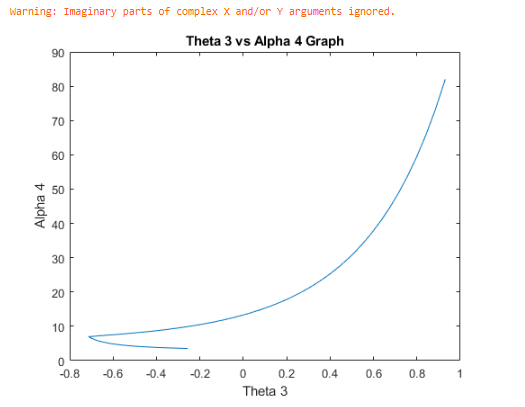 Warning: Imaginary parts of complex X and/or Y arguments ignored.
Theta 3 vs Alpha 4 Graph
90
80
70
60
50
40
30
20
10
0
Alpha 4
-0.8 -0.6 -0.4 -0.2 0 0.2 0.4 0.6 0.8 1
Theta 3